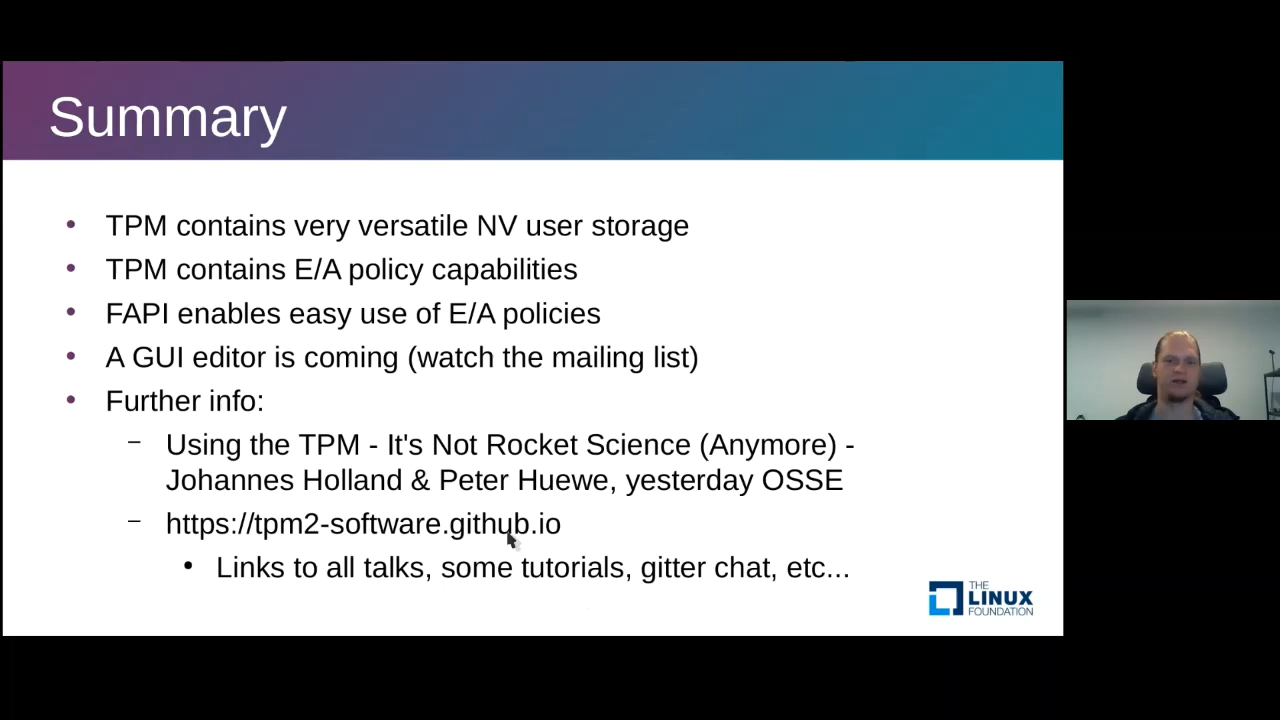 Summary
• TPM contains very versatile NV user storage
• TPM contains E/A policy capabilities
• FAPI enables easy use of E/A policies
• A GUI editor is coming (watch the mailing list)
• Further info:
– Using the TPM - It's Not Rocket Science (Anymore) -
Johannes Holland & Peter Huewe, yesterday OSSE
– https://tpm2-software.github.io
• Links to all talks, some tutorials, gitter chat, etc...
THE
LINUX
FOUNDATION